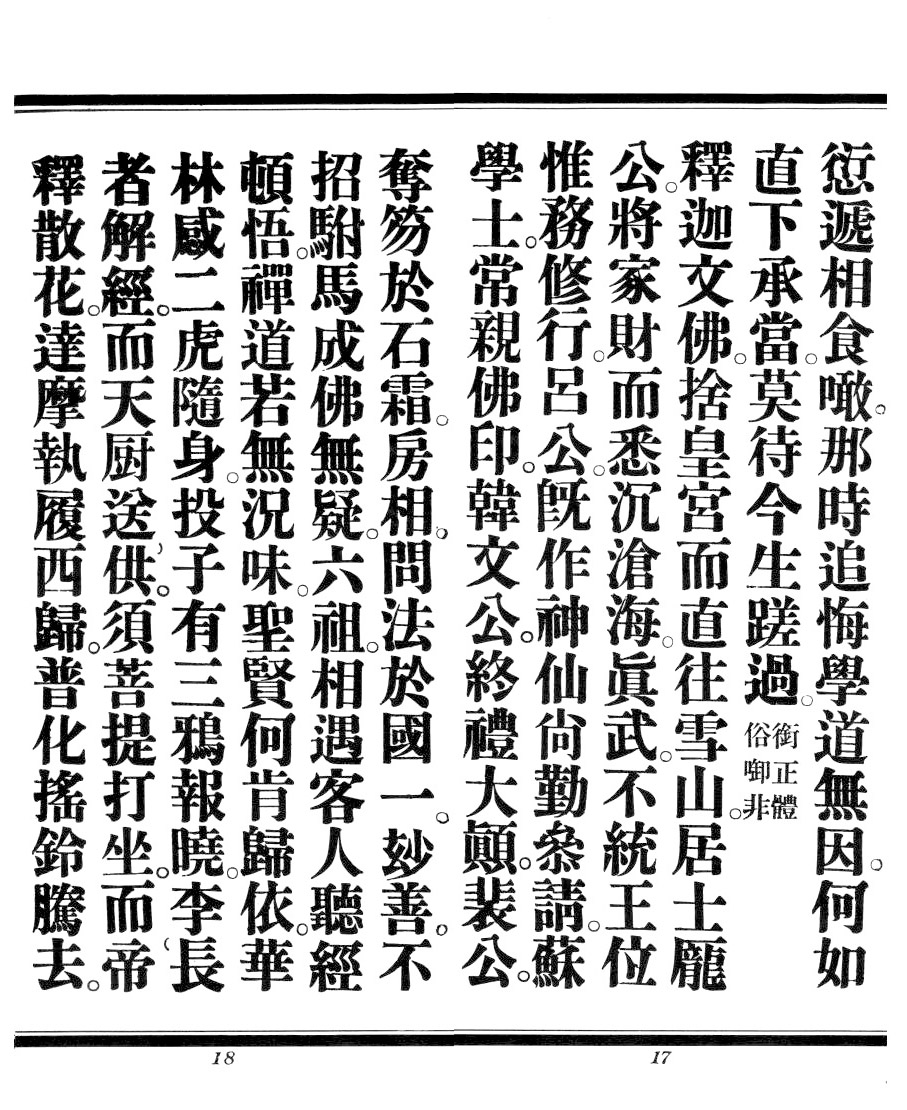 愆遞相食噉。那時追悔學道無因。何如
直下承當。莫待今生蹉過。銜正體俗啣非
釋迦文佛。捨皇宮而直往雪山。居士龐
公。將家財而悉沉滄海。眞武。不統王位
惟務修行。呂公。旣作神仙尙勤叅請。蘇
學士。常親佛印。韓文公。終禮大顛。裴公。
17
奪笏於石霜。房相。問法於國一。妙善。不
招駙馬成佛無疑。六祖。相遇客人聽經
頓悟。禪道若無況味。聖賢何肯歸依。華
林感二虎隨身。投子有三鴉報曉。李長
者解經。而天厨送供。須菩提打坐。而帝
釋散花。達摩執履西歸。普化搖鈴騰去。
18